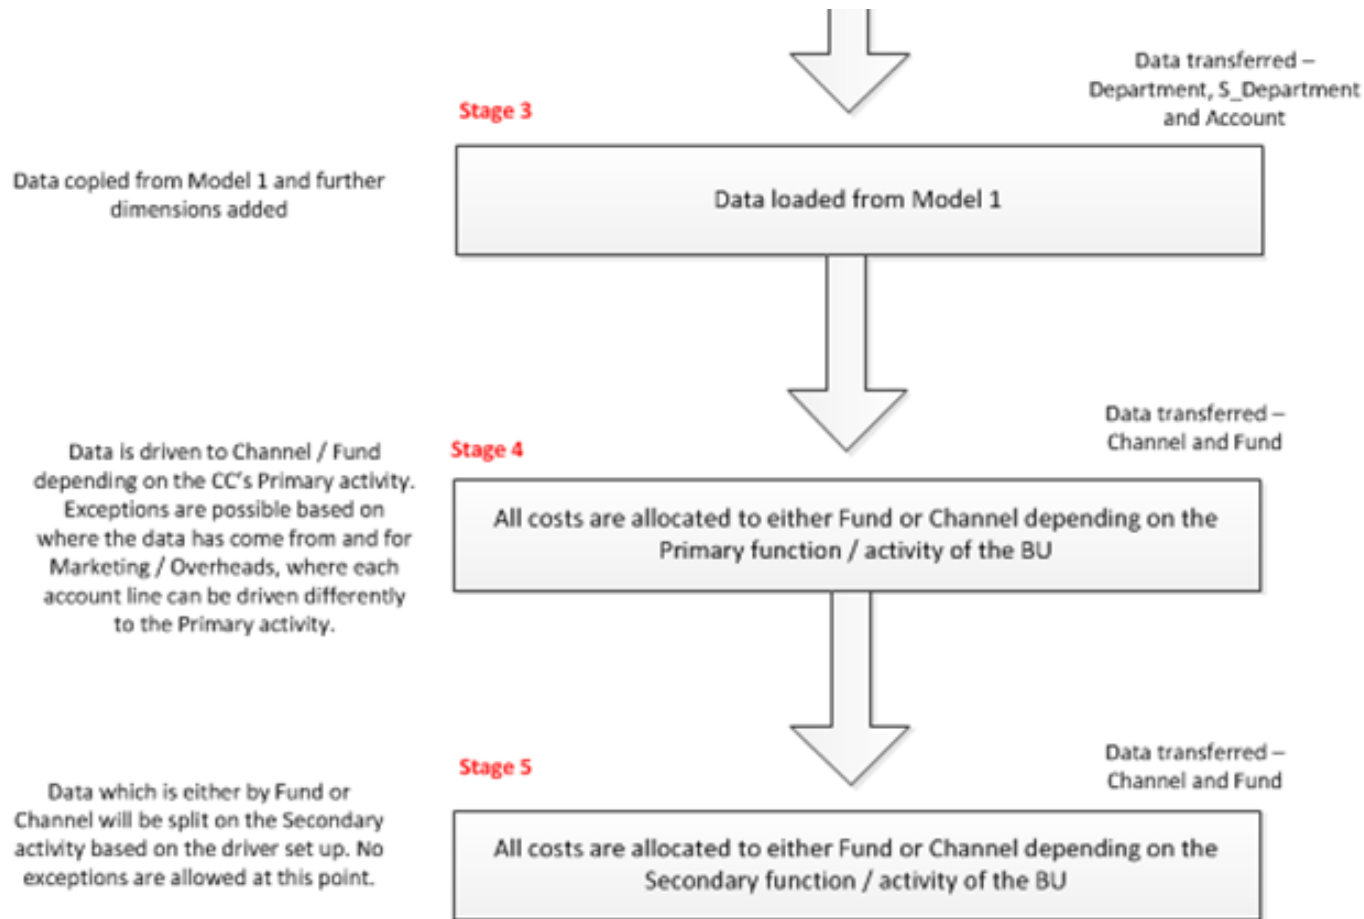 Data transferred –
Department, S_Department
and Account
Stage 3
Data copied from Model 1 and further
dimensions added
Data loaded from Model 1
Data transferred –
Channel and Fund
Stage 4
Data is driven to Channel / Fund
depending on the CC's Primary activity.
Exceptions are possible based on
where the data has come from and for
Marketing / Overheads, where each
account line can be driven differently
to the Primary activity.
All costs are allocated to either Fund or Channel depending on the
Primary function / activity of the BU
Data transferred –
Channel and Fund
Stage 5
Data which is either by Fund or
Channel will be split on the Secondary
activity based on the driver set up. No
exceptions are allowed at this point.
All costs are allocated to either Fund or Channel depending on the
Secondary function / activity of the BU